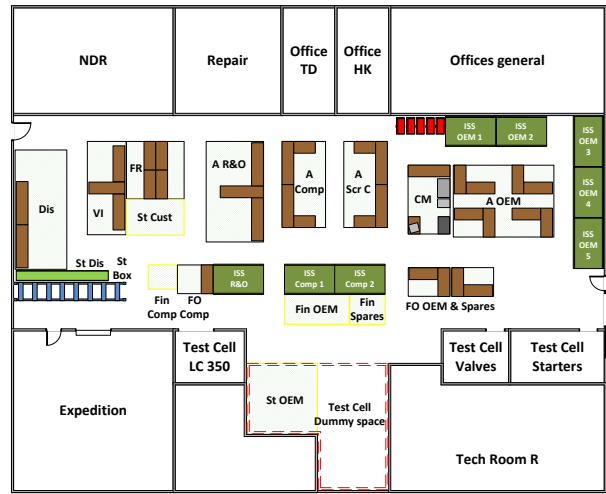 NDR
Repair
Office
TD
Office
HK
Offices general
ISS
OEM 1
ISS
OEM 2
ISS
OEM 3
ISS
OEM 4
ISS
OEM 5
Dis
VI
FR
St Cust
A R&O
A
Comp
A
Scr C
CM
A OEM
St Dis
St
Box
Fin
Comp
FO
Comp
ISS
R&O
ISS
Comp 1
ISS
Comp 2
Fin OEM
Fin
Spares
FO OEM & Spares
Test Cell
LC 350
Test Cell
Valves
Test Cell
Starters
Expedition
St OEM
Test Cell
Dummy space
Tech Room R